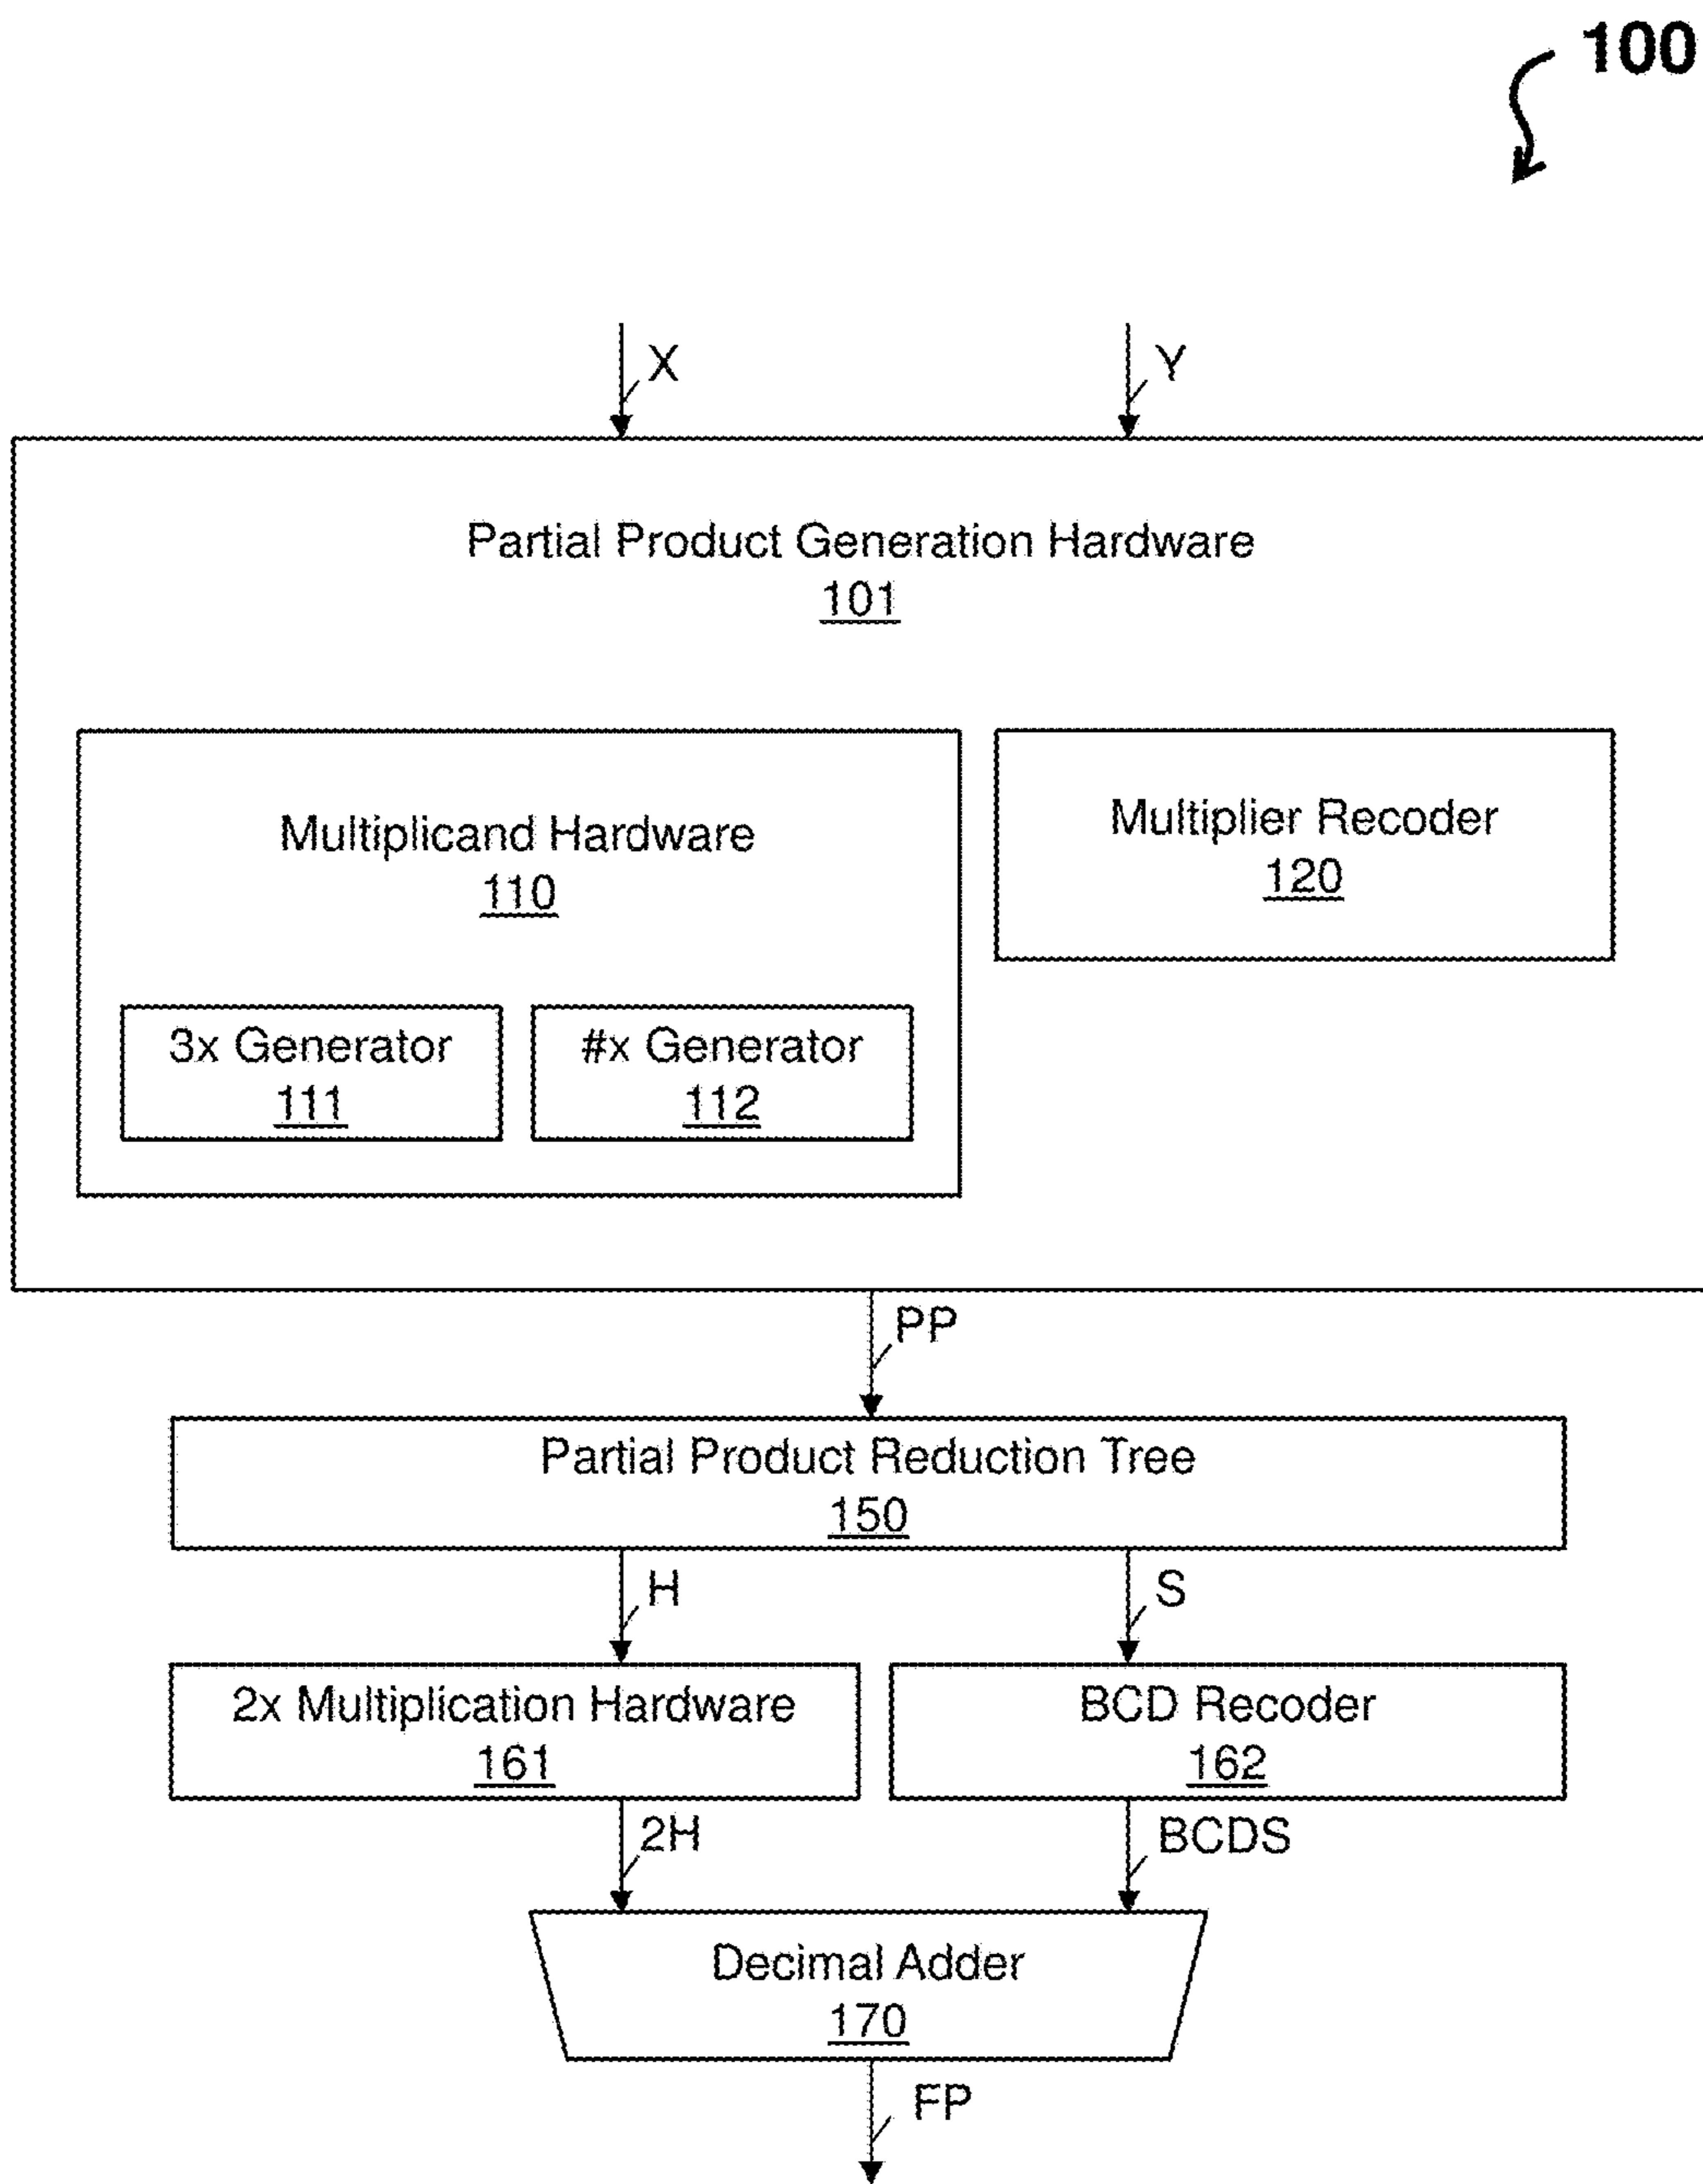 100
X
Y
Partial Product Generation Hardware
101
Multiplicand Hardware
110
Multiplier Recoder
120
3x Generator
111
#x Generator
112
PP
Partial Product Reduction Tree
150
H
S
2x Multiplication Hardware
161
BCD Recoder
162
2H
BCDS
Decimal Adder
170
FP